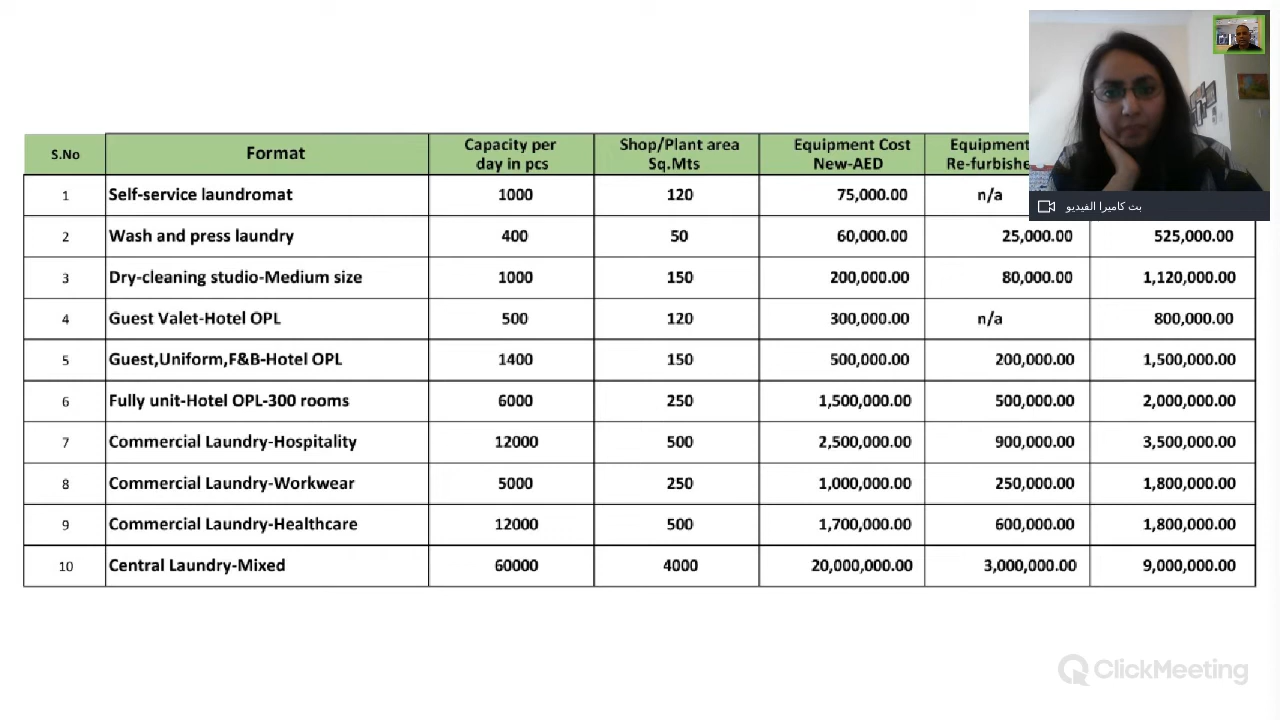 S.No Format Capacity per day in pcs Shop/Plant area Sq.Mts Equipment Cost New-AED Equipment
1 Self-service laundromat 1000 120 75,000.00 n/a
بث كاميرا الفيديو
2 Wash and press laundry 400 50 60,000.00 25,000.00 525,000.00
3 Dry-cleaning studio-Medium size 1000 150 200,000.00 80,000.00 1,120,000.00
4 Guest Valet-Hotel OPL 500 120 300,000.00 n/a 800,000.00
5 Guest,Uniform,F&B-Hotel OPL 1400 150 500,000.00 200,000.00 1,500,000.00
6 Fully unit-Hotel OPL-300 rooms 6000 250 1,500,000.00 500,000.00 2,000,000.00
7 Commercial Laundry-Hospitality 12000 500 2,500,000.00 900,000.00 3,500,000.00
8 Commercial Laundry-Workwear 5000 250 1,000,000.00 250,000.00 1,800,000.00
9 Commercial Laundry-Healthcare 12000 500 1,700,000.00 600,000.00 1,800,000.00
10 Central Laundry-Mixed 60000 4000 20,000,000.00 3,000,000.00 9,000,000.00
ClickMeeting